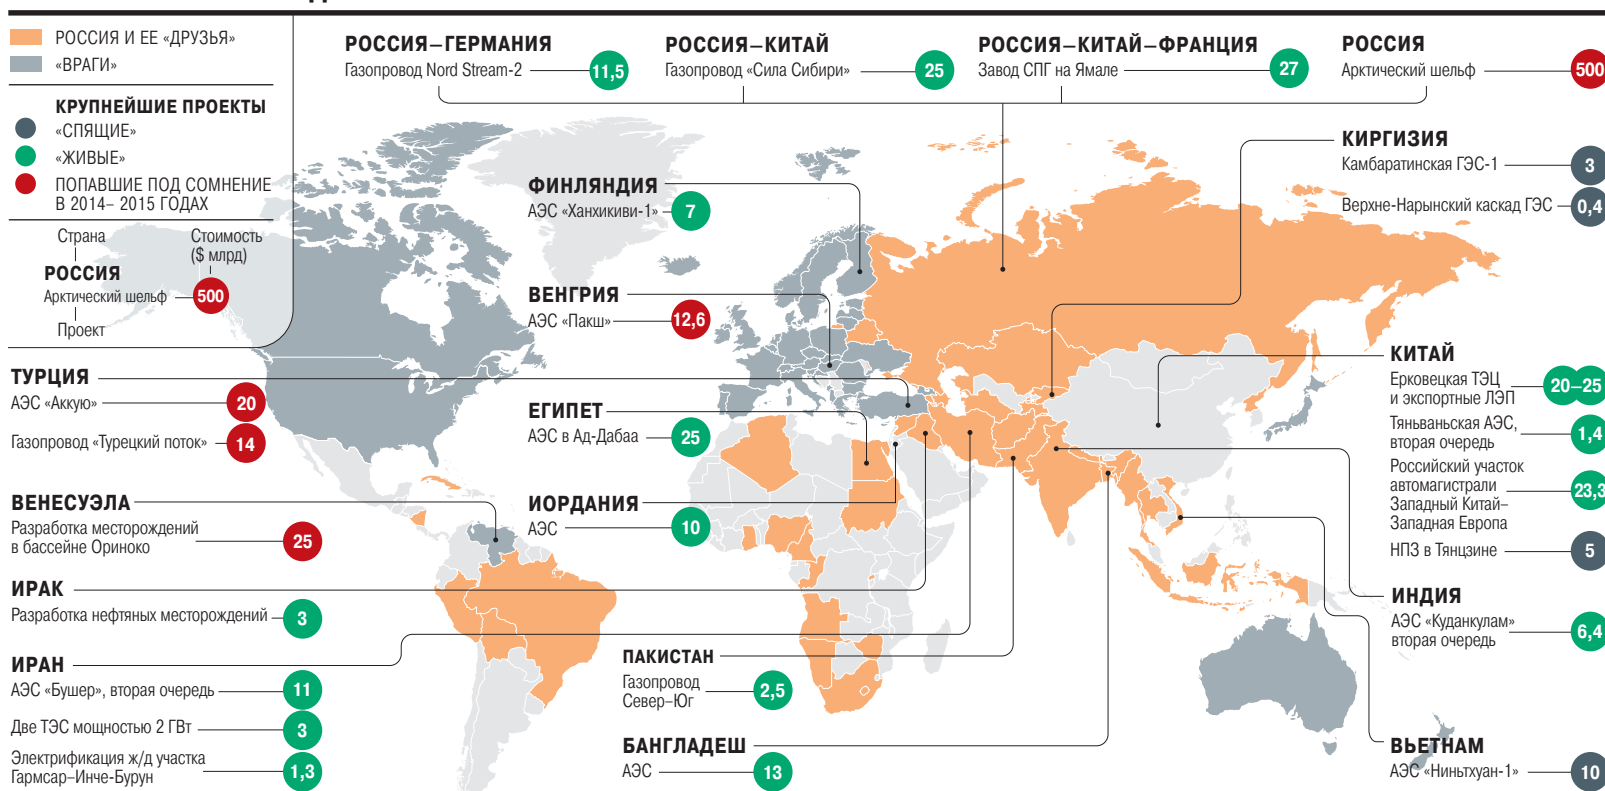 РОССИЯ И ЕЕ «ДРУЗЬЯ»
«ВРАГИ»
КРУПНЕЙШИЕ ПРОЕКТЫ
«СПЯЩИЕ»
«ЖИВЫЕ»
ПОПАВШИЕ ПОД СОМНЕНИЕ
В 2014– 2015 ГОДАХ
Страна
Стоимость
($ млрд)
РОССИЯ
Арктический шельф
500
Проект
РОССИЯ–ГЕРМАНИЯ
Газопровод Nord Stream-2
11,5
РОССИЯ–КИТАЙ
Газопровод «Сила Сибири»
25
РОССИЯ–КИТАЙ–ФРАНЦИЯ
Завод СПГ на Ямале
27
РОССИЯ
Арктический шельф
500
КИРГИЗИЯ
Камбаратинская ГЭС-1
3
Верхне-Нарынский каскад ГЭС
0,4
ФИНЛЯНДИЯ
АЭС «Ханхикиви-1»
7
ВЕНГРИЯ
АЭС «Пакш»
12,6
ТУРЦИЯ
АЭС «Аккую»
20
Газопровод «Турецкий поток»
14
ЕГИПЕТ
АЭС в Ад-Дабаа
25
КИТАЙ
Ерковецкая ТЭЦ
и экспортные ЛЭП
20–25
Тяньваньская АЭС,
вторая очередь
1,4
Российский участок
автомагистрали
Западный Китай–
Западная Европа
23,3
НПЗ в Тянцзине
5
ВЕНЕСУЭЛА
Разработка месторождений
в бассейне Ориноко
25
ИОРДАНИЯ
АЭС
10
ИРАК
Разработка нефтяных месторождений
3
ИНДИЯ
АЭС «Куданкулам»
вторая очередь
6,4
ИРАН
АЭС «Бушер», вторая очередь
11
Две ТЭС мощностью 2 ГВт
3
Электрификация ж/д участка
Гармсар–Инче-Бурун
1,3
ПАКИСТАН
Газопровод
Север–Юг
2,5
БАНГЛАДЕШ
АЭС
13
ВЬЕТНАМ
АЭС «Ниньтхуан-1»
10